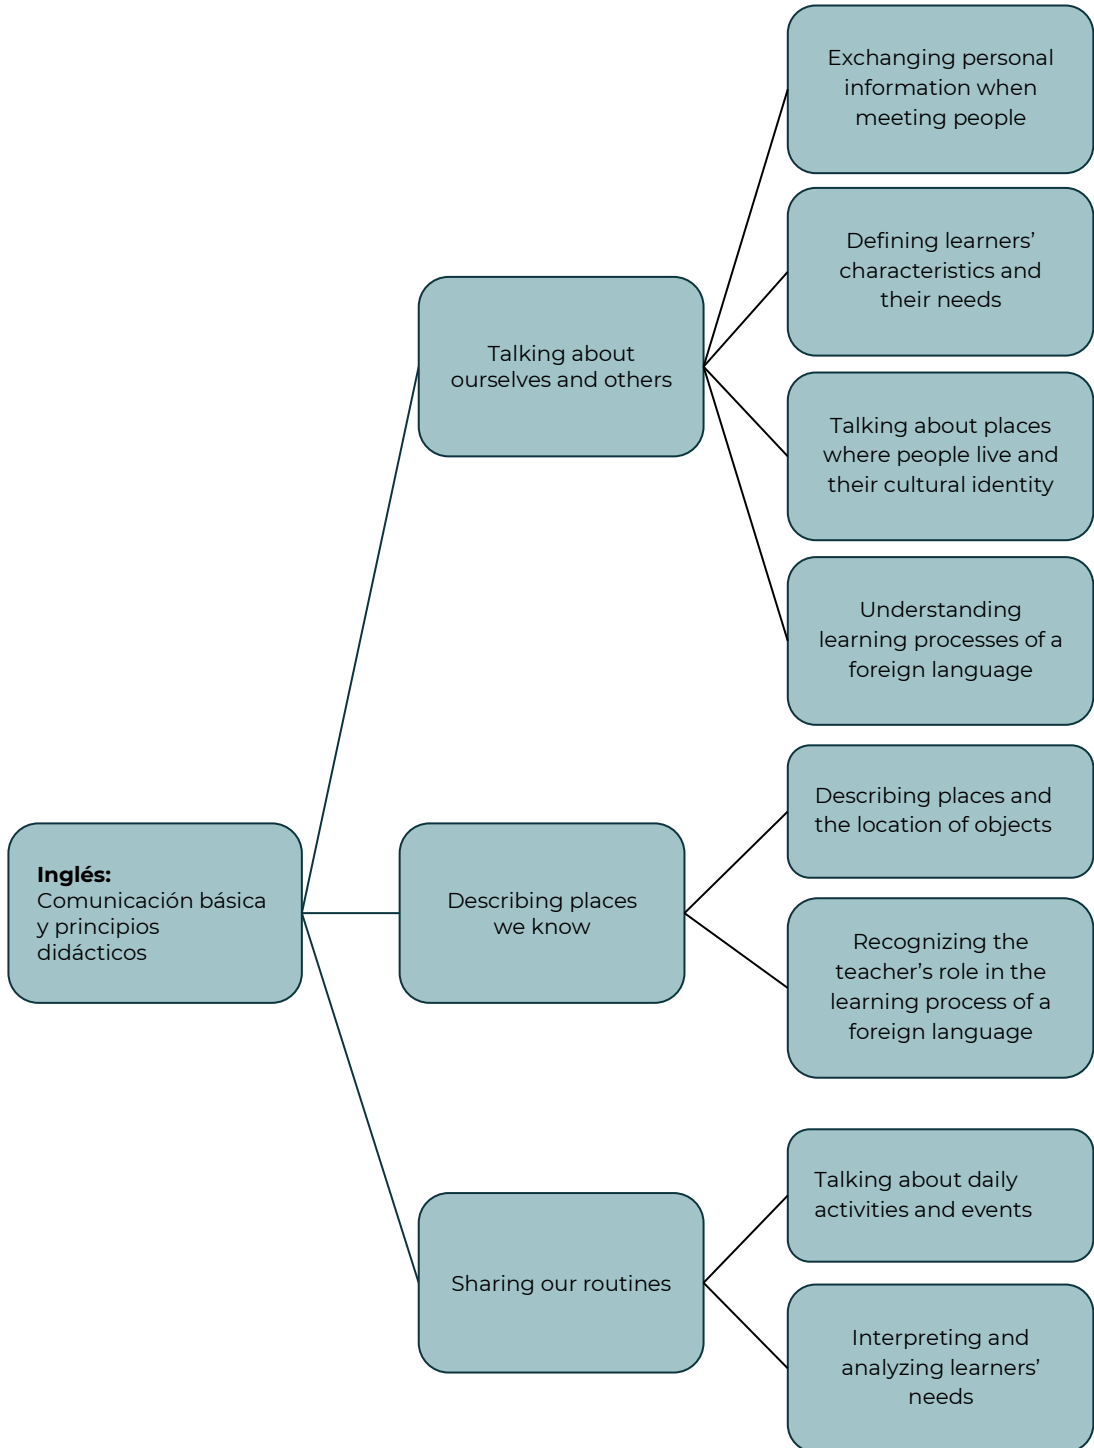 Exchanging personal
information when
meeting people
Defining learners’
characteristics and
their needs
Talking about
ourselves and others
Talking about places
where people live and
their cultural identity
Understanding
learning processes of a
foreign language
Describing places and
the location of objects
Inglés:
Comunicación básica
y principios
didácticos
Describing places
we know
Recognizing the
teacher’s role in the
learning process of a
foreign language
Talking about daily
activities and events
Sharing our routines
Interpreting and
analyzing learners’
needs